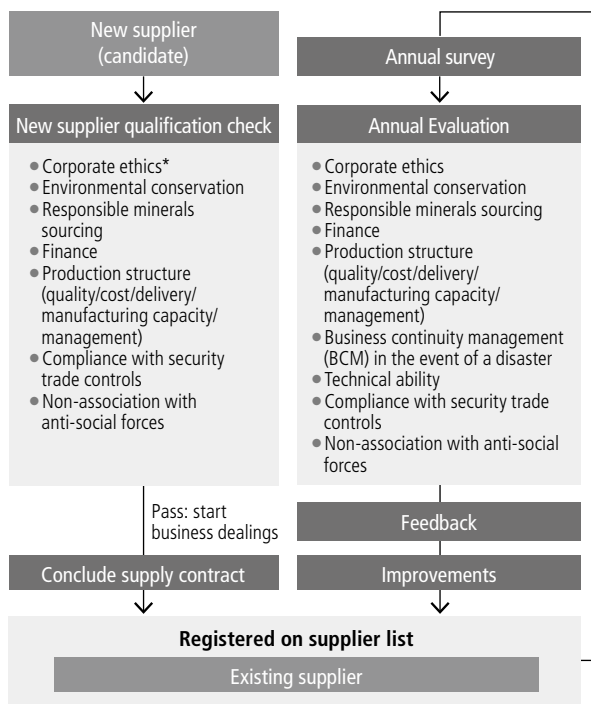 New supplier
(candidate)
New supplier qualification check
● Corporate ethics*
● Environmental conservation
● Responsible minerals
sourcing
● Finance
● Production structure
(quality/cost/delivery/
manufacturing capacity/
management)
● Compliance with security
trade controls
● Non-association with
anti-social forces
Pass: start
business dealings
Conclude supply contract
Annual survey
Annual Evaluation
● Corporate ethics
● Environmental conservation
● Responsible minerals sourcing
● Finance
● Production structure
(quality/cost/delivery/
manufacturing capacity/
management)
● Business continuity management
(BCM) in the event of a disaster
● Technical ability
● Compliance with security trade
controls
● Non-association with anti-social
forces
Feedback
Improvements
Registered on supplier list
Existing supplier